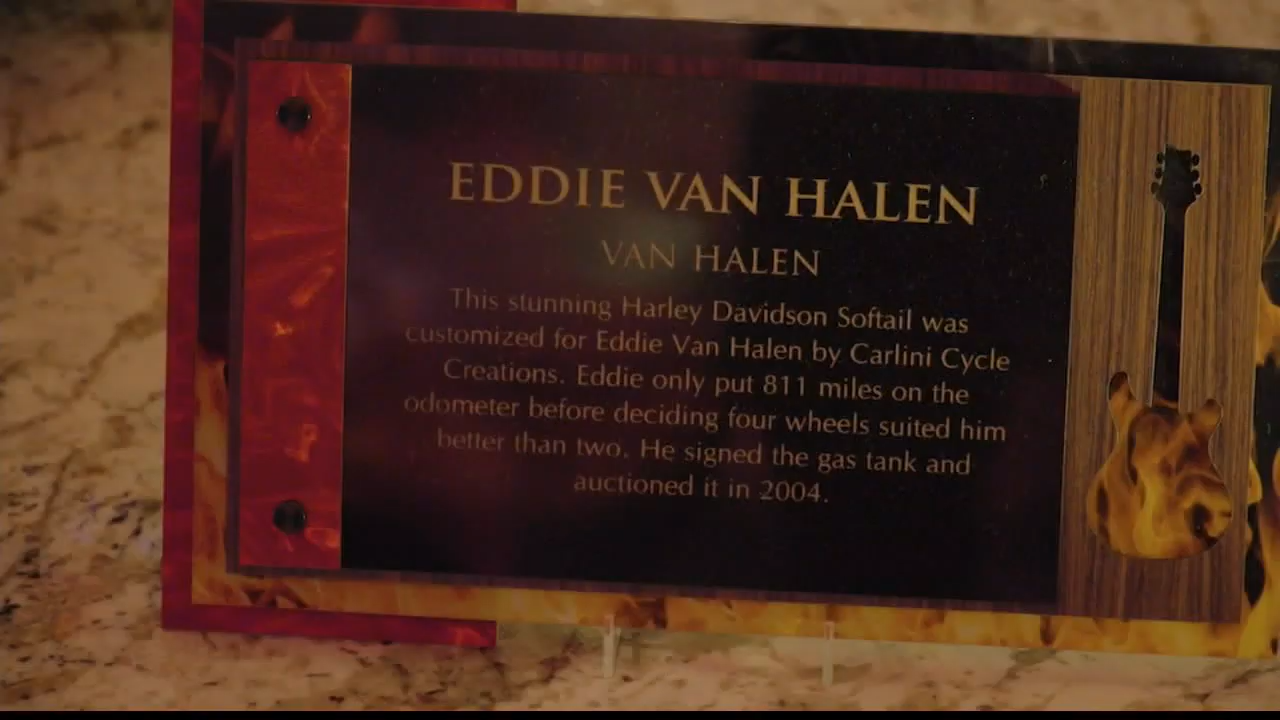 EDDIE VAN HALEN
VAN HALEN
This stunning Harley Davidson Softail was
customized for Eddie Van Halen by Carlini Cycle
Creations. Eddie only put 811 miles on the
odometer before deciding four wheels suited him
better than two. He signed the gas tank and
auctioned it in 2004.